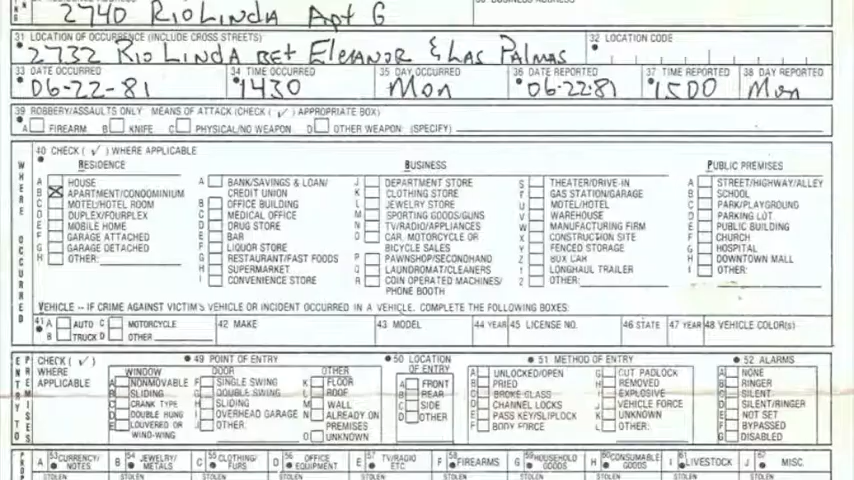 2740 Rio Linda Apt G
31 LOCATION OF OCCURRENCE (INCLUDE CROSS STREETS)
32 LOCATION CODE
2732 Rio Linda Bet Eleanor & Las Palmas
33 DATE OCCURRED 34 TIME OCCURRED 35 DAY OCCURRED 36 DATE REPORTED 37 TIME REPORTED 38 DAY REPORTED
06-22-81 1430 Mon 06-22-81 1500 Mon
39 ROBBERY/ASSAULTS ONLY MEANS OF ATTACK (CHECK (✓) APPROPRIATE BOX)
A FIREARM B KNIFE C PHYSICAL/NO WEAPON D OTHER WEAPON: (SPECIFY)
40 CHECK (✓) WHERE APPLICABLE
WHERE OCCURRED
RESIDENCE
A HOUSE
B APARTMENT/CONDOMINIUM
C MOTEL/HOTEL ROOM
D DUPLEX/FOURPLEX
E MOBILE HOME
F GARAGE ATTACHED
G GARAGE DETACHED
H OTHER:
BUSINESS
A BANK/SAVINGS & LOAN/
CREDIT UNION
B OFFICE BUILDING
C MEDICAL OFFICE
D DRUG STORE
E BAR
F LIQUOR STORE
G RESTAURANT/FAST FOODS
H SUPERMARKET
I CONVENIENCE STORE
J DEPARTMENT STORE
K CLOTHING STORE
L JEWELRY STORE
M SPORTING GOODS/GUNS
N TV/RADIO/APPLIANCES
O CAR, MOTORCYCLE OR
BICYCLE SALES
P PAWNSHOP/SECONDHAND
Q LAUNDROMAT/CLEANERS
R COIN OPERATED MACHINES/
PHONE BOOTH
S THEATER/DRIVE-IN
T GAS STATION/GARAGE
U MOTEL/HOTEL
V WAREHOUSE
W MANUFACTURING FIRM
X CONSTRUCTION SITE
Y FENCED STORAGE
Z BOX CAR
1 LONGHAUL TRAILER
2 OTHER:
PUBLIC PREMISES
A STREET/HIGHWAY/ALLEY
B SCHOOL
C PARK/PLAYGROUND
D PARKING LOT
E PUBLIC BUILDING
F CHURCH
G HOSPITAL
H DOWNTOWN MALL
I OTHER:
VEHICLE -- IF CRIME AGAINST VICTIM'S VEHICLE OR INCIDENT OCCURRED IN A VEHICLE, COMPLETE THE FOLLOWING BOXES:
41 A AUTO C MOTORCYCLE 42 MAKE 43 MODEL 44 YEAR 45 LICENSE NO. 46 STATE 47 YEAR 48 VEHICLE COLOR(s)
B TRUCK D OTHER
ENTRY TO PREMISES
CHECK (✓)
WHERE
APPLICABLE
49 POINT OF ENTRY
WINDOW
A NONMOVABLE
B SLIDING
C CRANK TYPE
D DOUBLE HUNG
E LOUVERED OR
WIND-WING
DOOR
F SINGLE SWING
G DOUBLE SWING
H SLIDING
I OVERHEAD GARAGE
OTHER
K FLOOR
L ROOF
M WALL
N ALREADY ON
PREMISES
O UNKNOWN
50 LOCATION
OF ENTRY
A FRONT
B REAR
C SIDE
D OTHER
51 METHOD OF ENTRY
A UNLOCKED/OPEN
B PRIED
C BROKE GLASS
D CHANNEL LOCKS
E PASS KEY/SLIPLOCK
F BODY FORCE
G CUT PADLOCK
H REMOVED
I EXPLOSIVE
J VEHICLE FORCE
K UNKNOWN
L OTHER:
52 ALARMS
A NONE
B RINGER
C SILENT
D SILENT/RINGER
E NOT SET
F BYPASSED
G DISABLED
A 53 CURRENCY/
NOTES
B 54 JEWELRY/
METALS
C 55 CLOTHING/
FURS
D 56 OFFICE
EQUIPMENT
E 57 TV/RADIO
ETC
F 58 FIREARMS
G 59 HOUSEHOLD
GOODS
H 60 CONSUMABLE
GOODS
I 61 LIVESTOCK
J 62 MISC.
STOLEN STOLEN STOLEN STOLEN STOLEN STOLEN STOLEN STOLEN STOLEN STOLEN